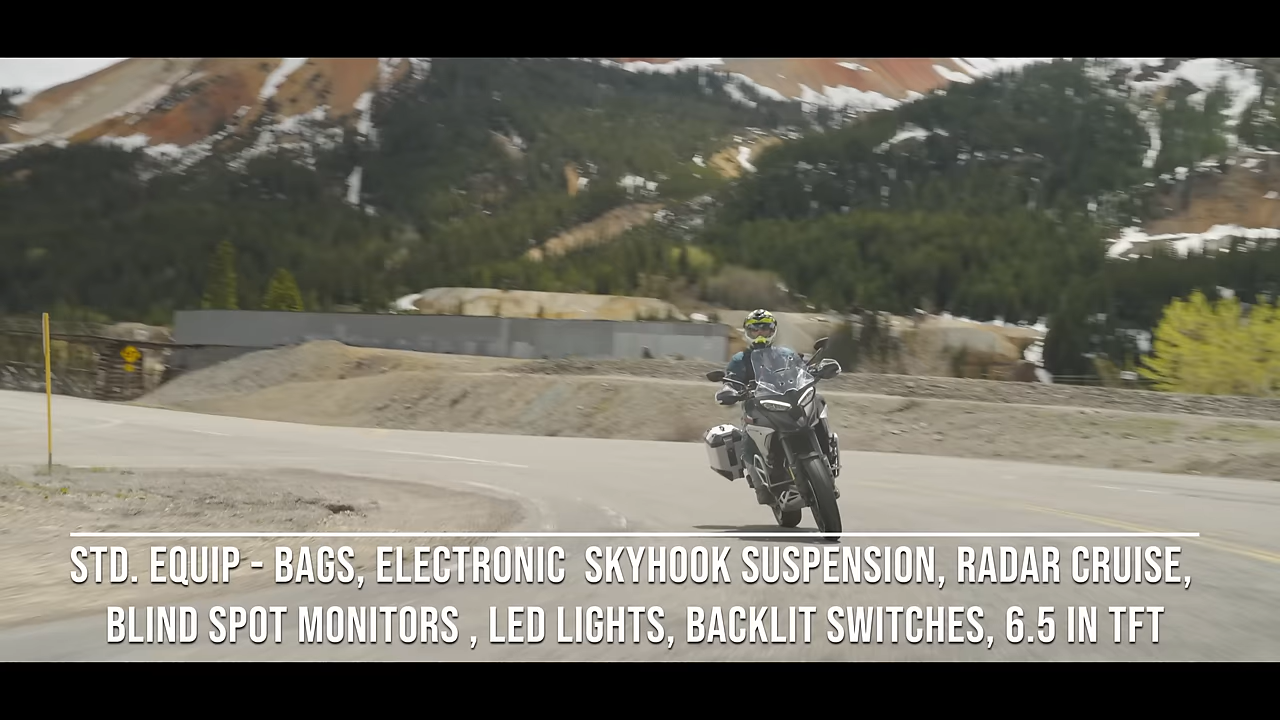 STD. EQUIP - BAGS, ELECTRONIC  SKYHOOK SUSPENSION, RADAR CRUISE,
BLIND SPOT MONITORS , LED LIGHTS, BACKLIT SWITCHES, 6.5 IN TFT